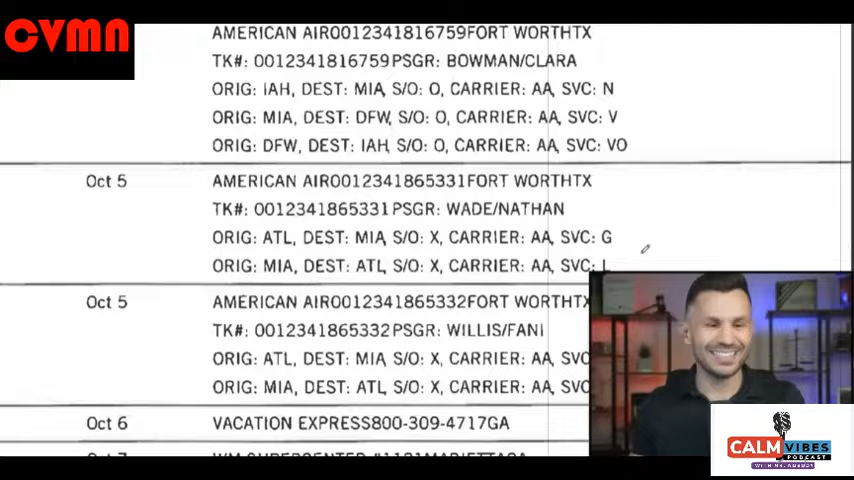 CVMN
AMERICAN AIR0012341816759FORT WORTHTX
TK#: 0012341816759PSGR: BOWMAN/CLARA
ORIG: IAH, DEST: MIA, S/O: O, CARRIER: AA, SVC: N
ORIG: MIA, DEST: DFW, S/O: O, CARRIER: AA, SVC: V
ORIG: DFW, DEST: IAH, S/O: O, CARRIER: AA, SVC: VO
Oct 5 AMERICAN AIR0012341865331FORT WORTHTX
TK#: 0012341865331PSGR: WADE/NATHAN
ORIG: ATL, DEST: MIA, S/O: X, CARRIER: AA, SVC: G
ORIG: MIA, DEST: ATL, S/O: X, CARRIER: AA, SVC: L
Oct 5 AMERICAN AIR0012341865332FORT WORTHTX
TK#: 0012341865332PSGR: WILLIS/FANI
ORIG: ATL, DEST: MIA, S/O: X, CARRIER: AA, SVC
ORIG: MIA, DEST: ATL, S/O: X, CARRIER: AA, SVC
Oct 6 VACATION EXPRESS800-309-4717GA
CALM VIBES
PODCAST